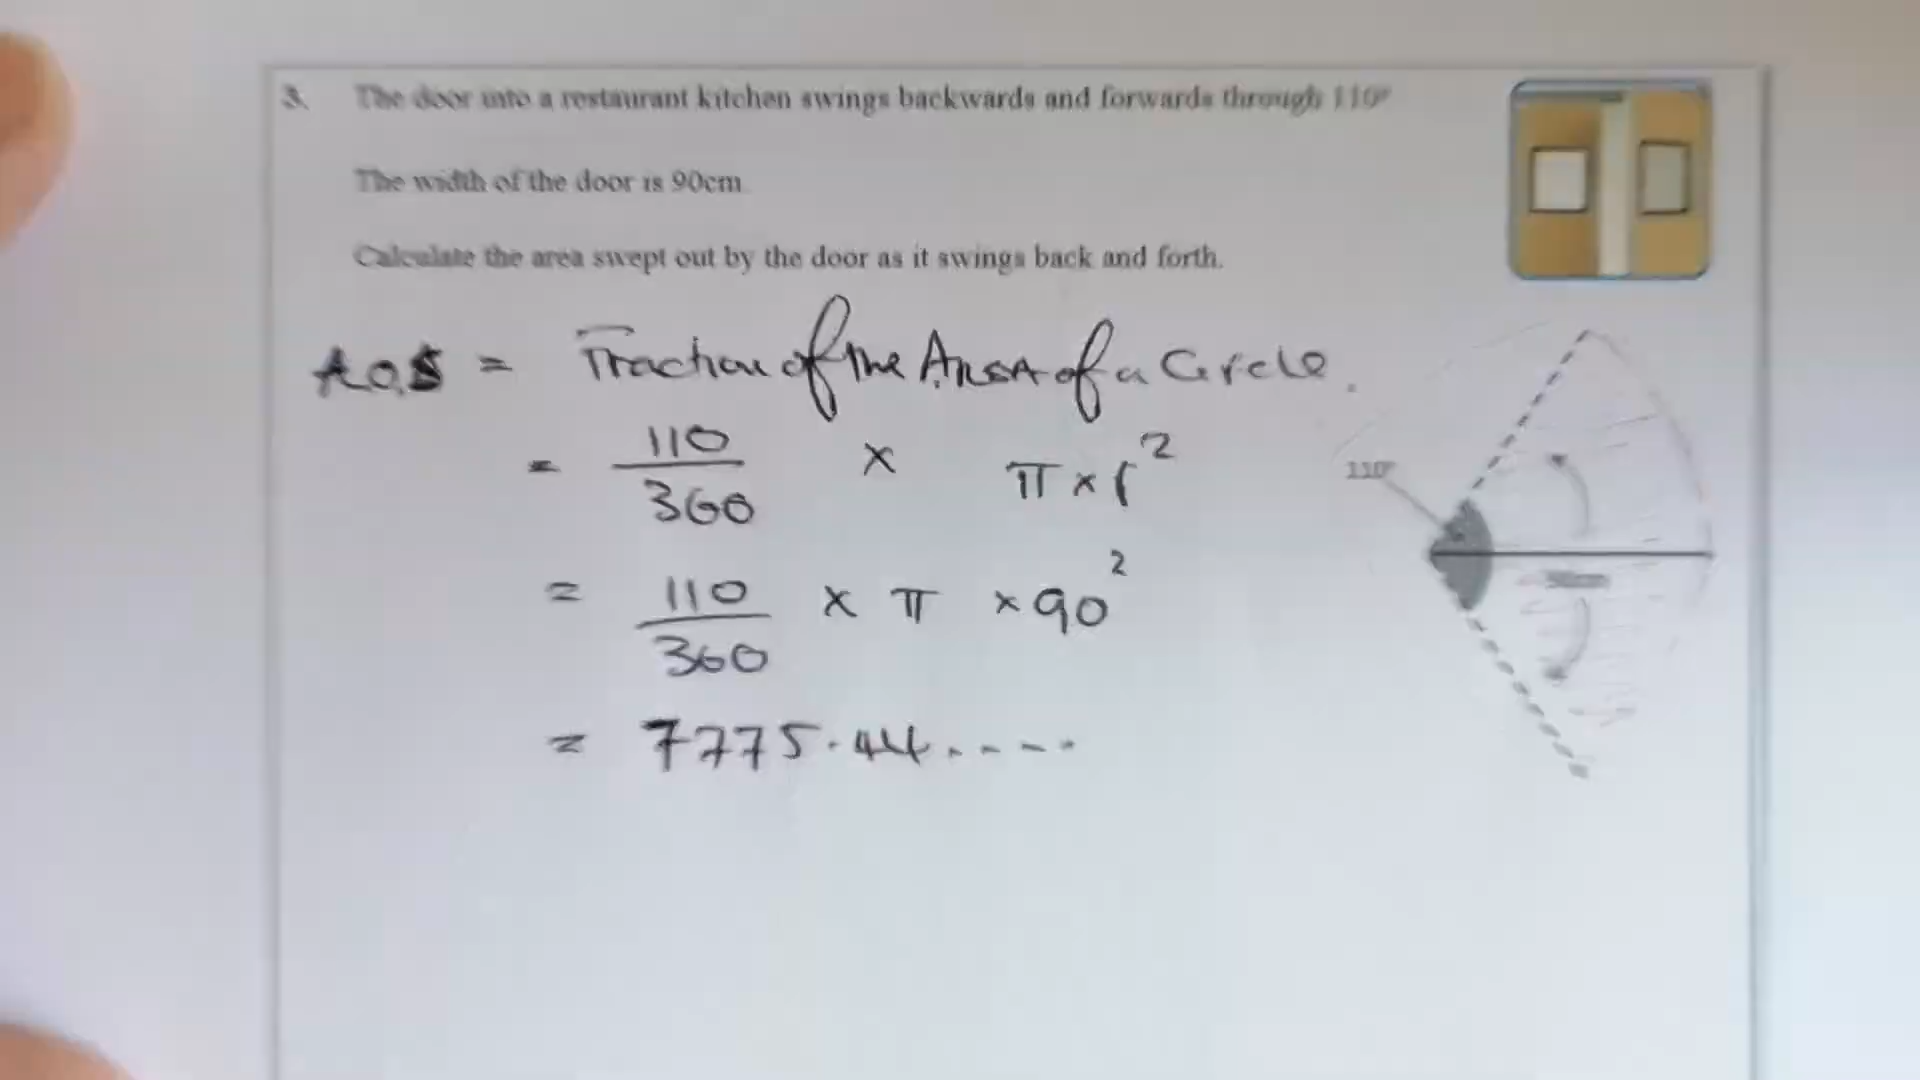 3. The door into a restaurant kitchen swings backwards and forwards through 110°
The width of the door is 90cm
Calculate the area swept out by the door as it swings back and forth.
A.O.S = Fraction of the Area of a Circle.
= 110/360 × π × r²
110°
= 110/360 × π × 90²
90cm
= 7775.44....